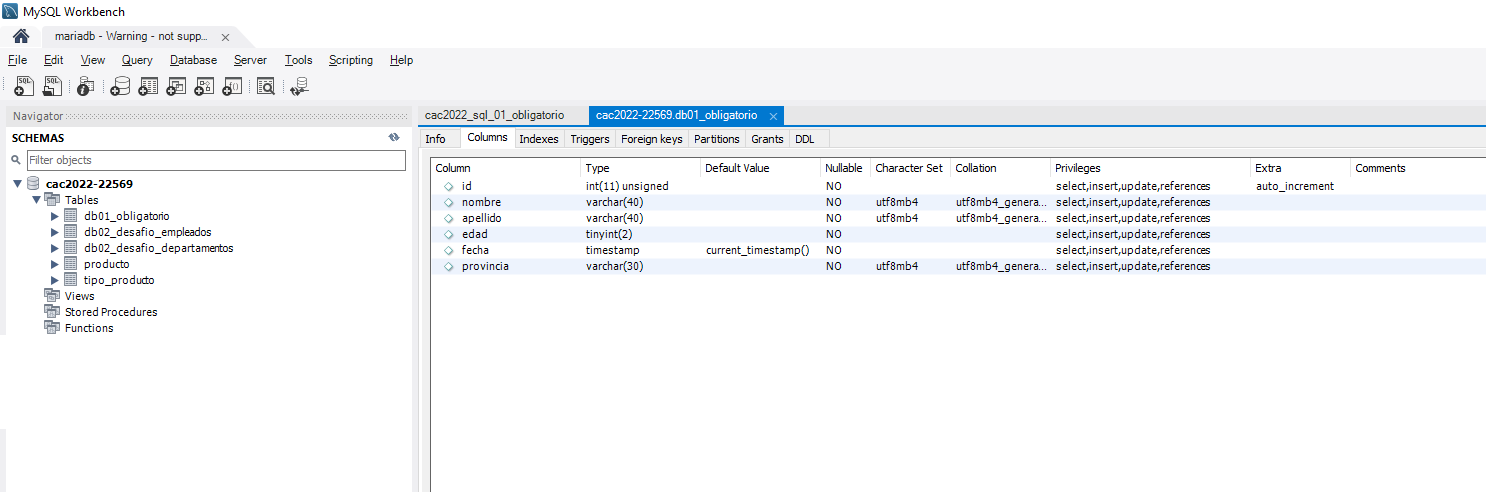 MySQL Workbench
mariadb - Warning - not supp...
File Edit View Query Database Server Tools Scripting Help
SQL SQL
Navigator
SCHEMAS
Filter objects
cac2022-22569
Tables
db01_obligatorio
db02_desafio_empleados
db02_desafio_departamentos
producto
tipo_producto
Views
Stored Procedures
Functions
cac2022_sql_01_obligatorio cac2022-22569.db01_obligatorio
Info Columns Indexes Triggers Foreign keys Partitions Grants DDL
Column Type Default Value Nullable Character Set Collation Privileges Extra Comments
id int(11) unsigned NO select,insert,update,references auto_increment
nombre varchar(40) NO utf8mb4 utf8mb4_genera... select,insert,update,references
apellido varchar(40) NO utf8mb4 utf8mb4_genera... select,insert,update,references
edad tinyint(2) NO select,insert,update,references
fecha timestamp current_timestamp() NO select,insert,update,references
provincia varchar(30) NO utf8mb4 utf8mb4_genera... select,insert,update,references